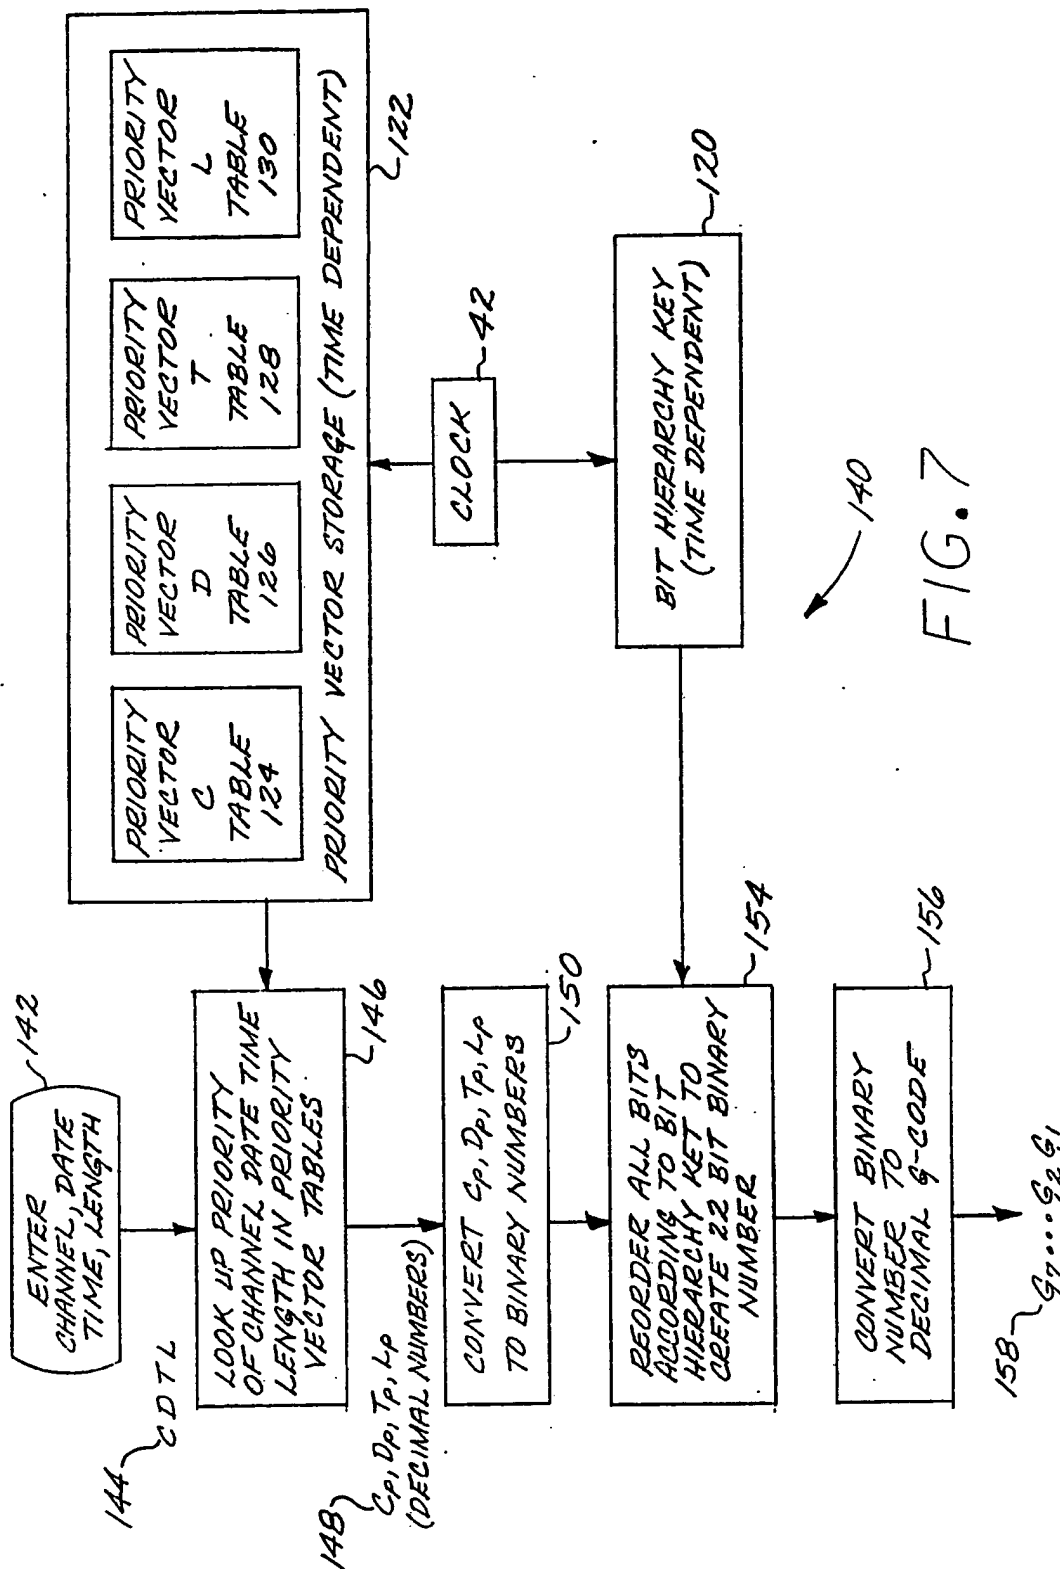 ENTER
CHANNEL, DATE
TIME, LENGTH
142
144
CDTL
LOOK UP PRIORITY
OF CHANNEL DATE TIME
LENGTH IN PRIORITY
VECTOR TABLES
146
148
Cp, Dp, Tp, Lp
(DECIMAL NUMBERS)
CONVERT Cp, Dp, Tp, Lp
TO BINARY NUMBERS
150
REORDER ALL BITS
ACCORDING TO BIT
HIERARCHY KET TO
CREATE 22 BIT BINARY
NUMBER
154
CONVERT BINARY
NUMBER TO
DECIMAL G-CODE
156
158
G7....G2 G1
PRIORITY
VECTOR
C
TABLE
124
PRIORITY
VECTOR
D
TABLE
126
PRIORITY
VECTOR
T
TABLE
128
PRIORITY
VECTOR
L
TABLE
130
PRIORITY VECTOR STORAGE (TIME DEPENDENT)
122
CLOCK
42
BIT HIERARCHY KEY
(TIME DEPENDENT)
120
140
FIG. 7